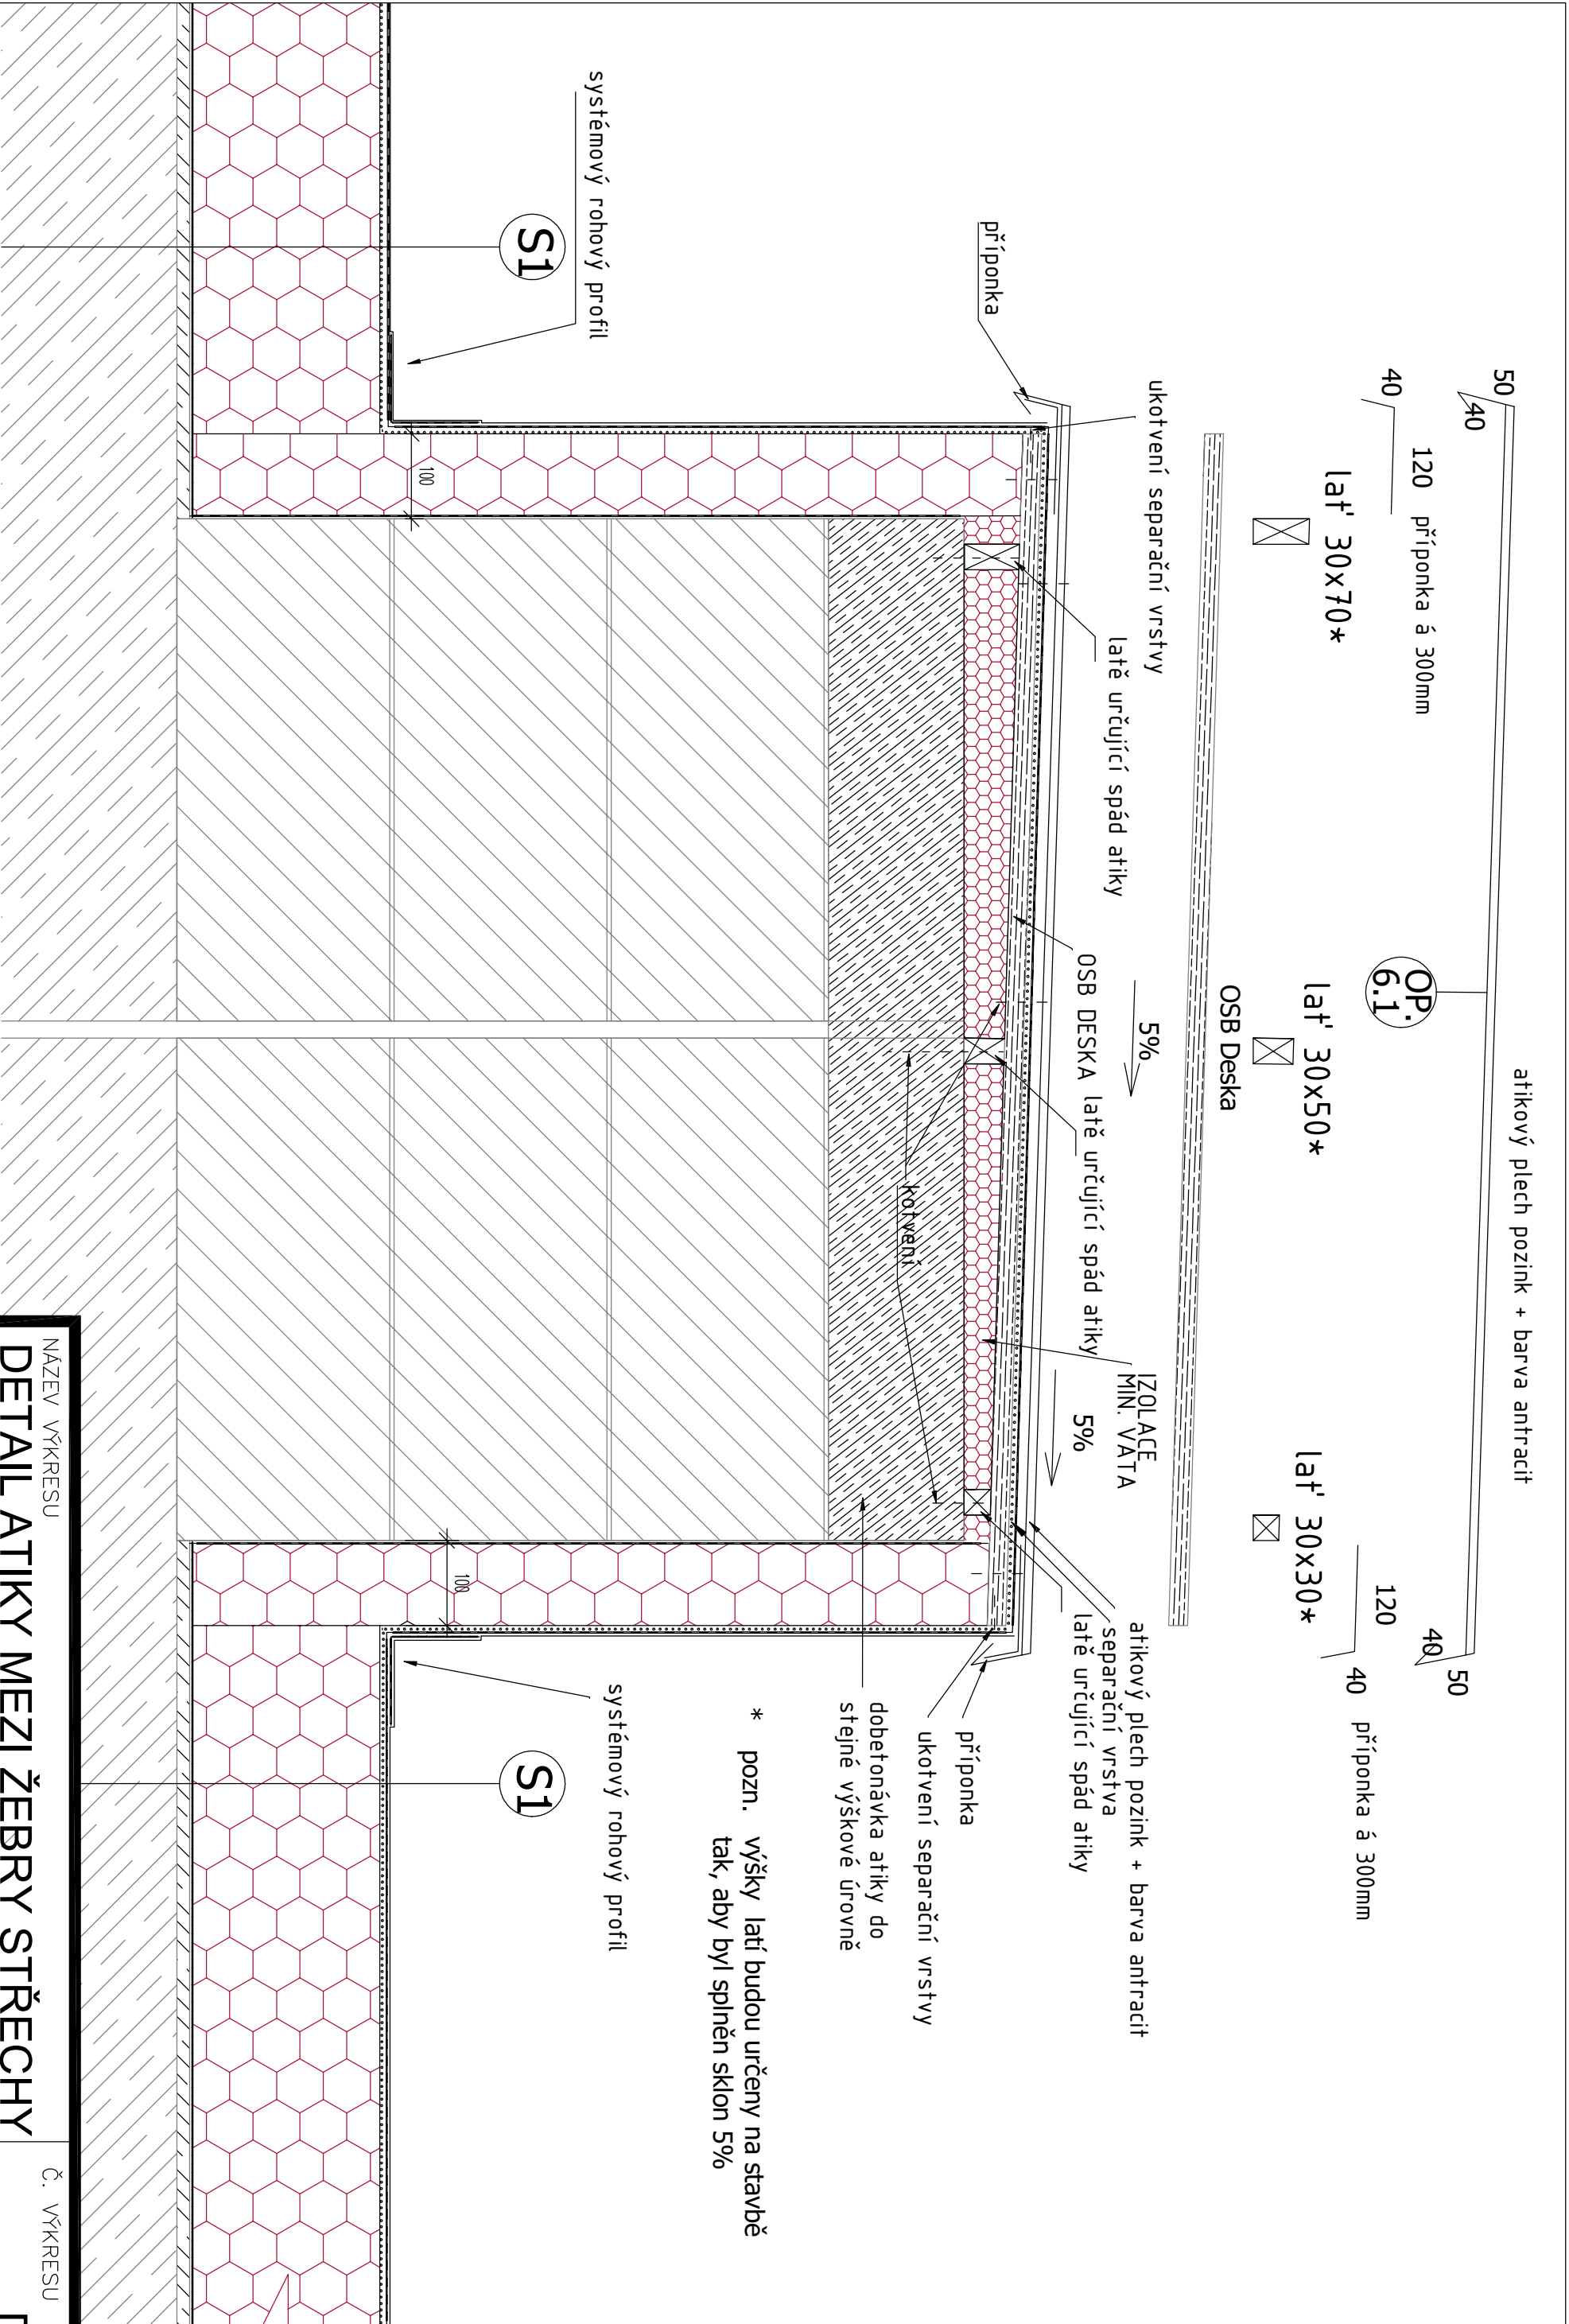 atikový plech pozink + barva antracit
50
40
OP.
6.1
40
50
40
120
příponka á 300mm
120
40
příponka á 300mm
lať 30x70*
lať 30x50*
lať 30x30*
OSB Deska
5%
ukotvení separační vrstvy
latě určující spád atiky
OSB DESKA
latě určující spád atiky
IZOLACE
MIN. VATA
5%
atikový plech pozink + barva antracit
separační vrstva
latě určující spád atiky
příponka
příponka
ukotvení separační vrstvy
kotvení
dobetonávka atiky do
stejné výškové úrovně
* pozn. výšky latí budou určeny na stavbě
tak, aby byl splněn sklon 5%
systémový rohový profil
systémový rohový profil
S1
S1
100
100
NÁZEV VÝKRESU
DETAIL ATIKY MEZI ŽEBRY STŘECHY
Č. VÝKRESU